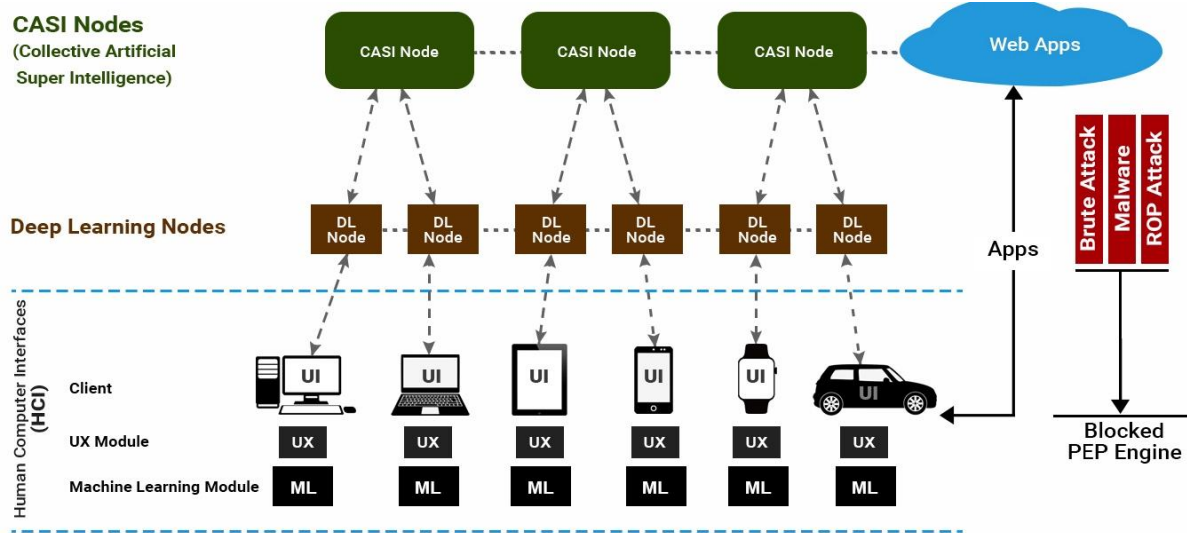 CASI Nodes
(Collective Artificial
Super Intelligence)
CASI Node
CASI Node
CASI Node
Web Apps
Brute Attack
Malware
ROP Attack
Deep Learning Nodes
DL
Node
DL
Node
DL
Node
DL
Node
DL
Node
DL
Node
Apps
Human Computer Interfaces
(HCI)
Client
UI
UI
UI
UI
UI
UI
Blocked
PEP Engine
UX Module
UX
UX
UX
UX
UX
UX
Machine Learning Module
ML
ML
ML
ML
ML
ML